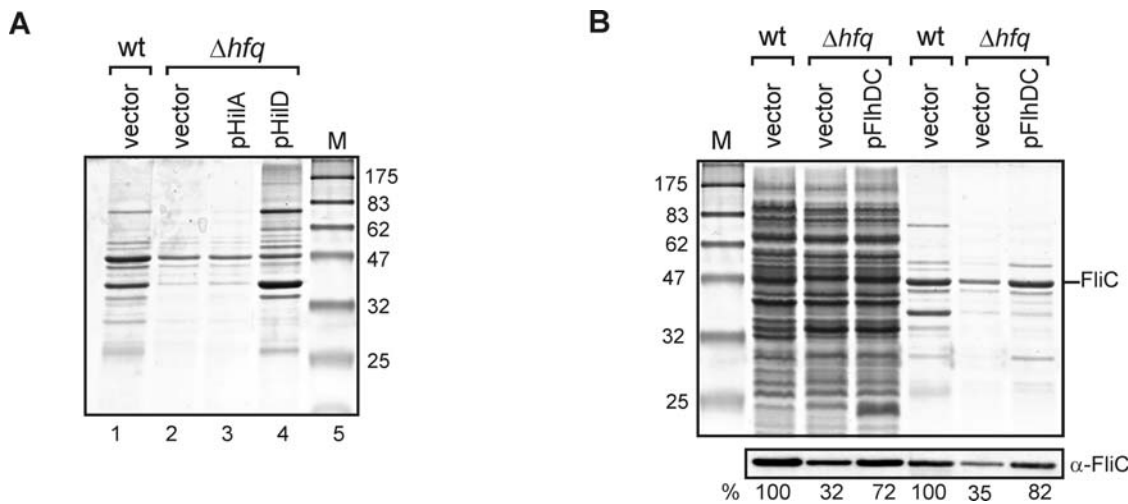 A
wt
Δhfq
vector
vector
pHilA
pHilD
M
175
83
62
47
32
25
1 2 3 4 5
B
wt
Δhfq
wt
Δhfq
M
vector
vector
pFlhDC
vector
vector
pFlhDC
175
83
62
47
32
25
FliC
α-FliC
% 100 32 72 100 35 82